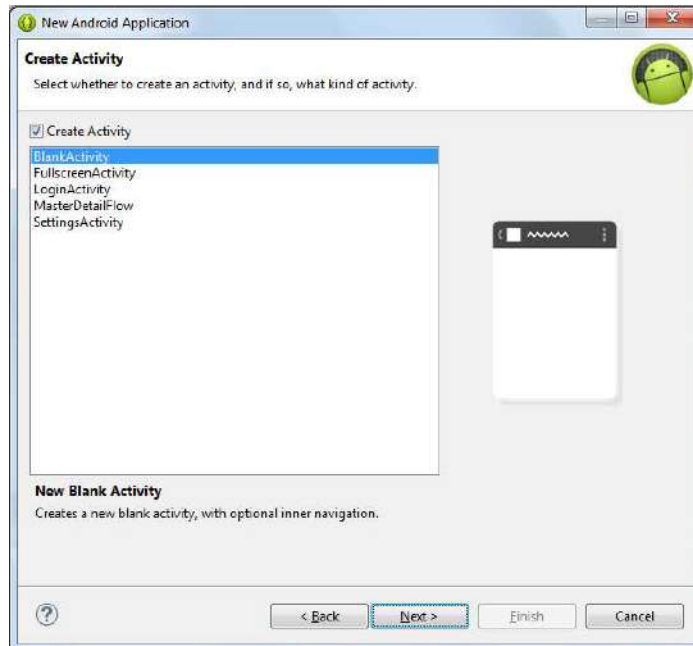 New Android Application
Create Activity
Select whether to create an activity, and if so, what kind of activity.
Create Activity
BlankActivity
FullscreenActivity
LoginActivity
MasterDetailFlow
SettingsActivity
New Blank Activity
Creates a new blank activity, with optional inner navigation.
< Back Next > Finish Cancel